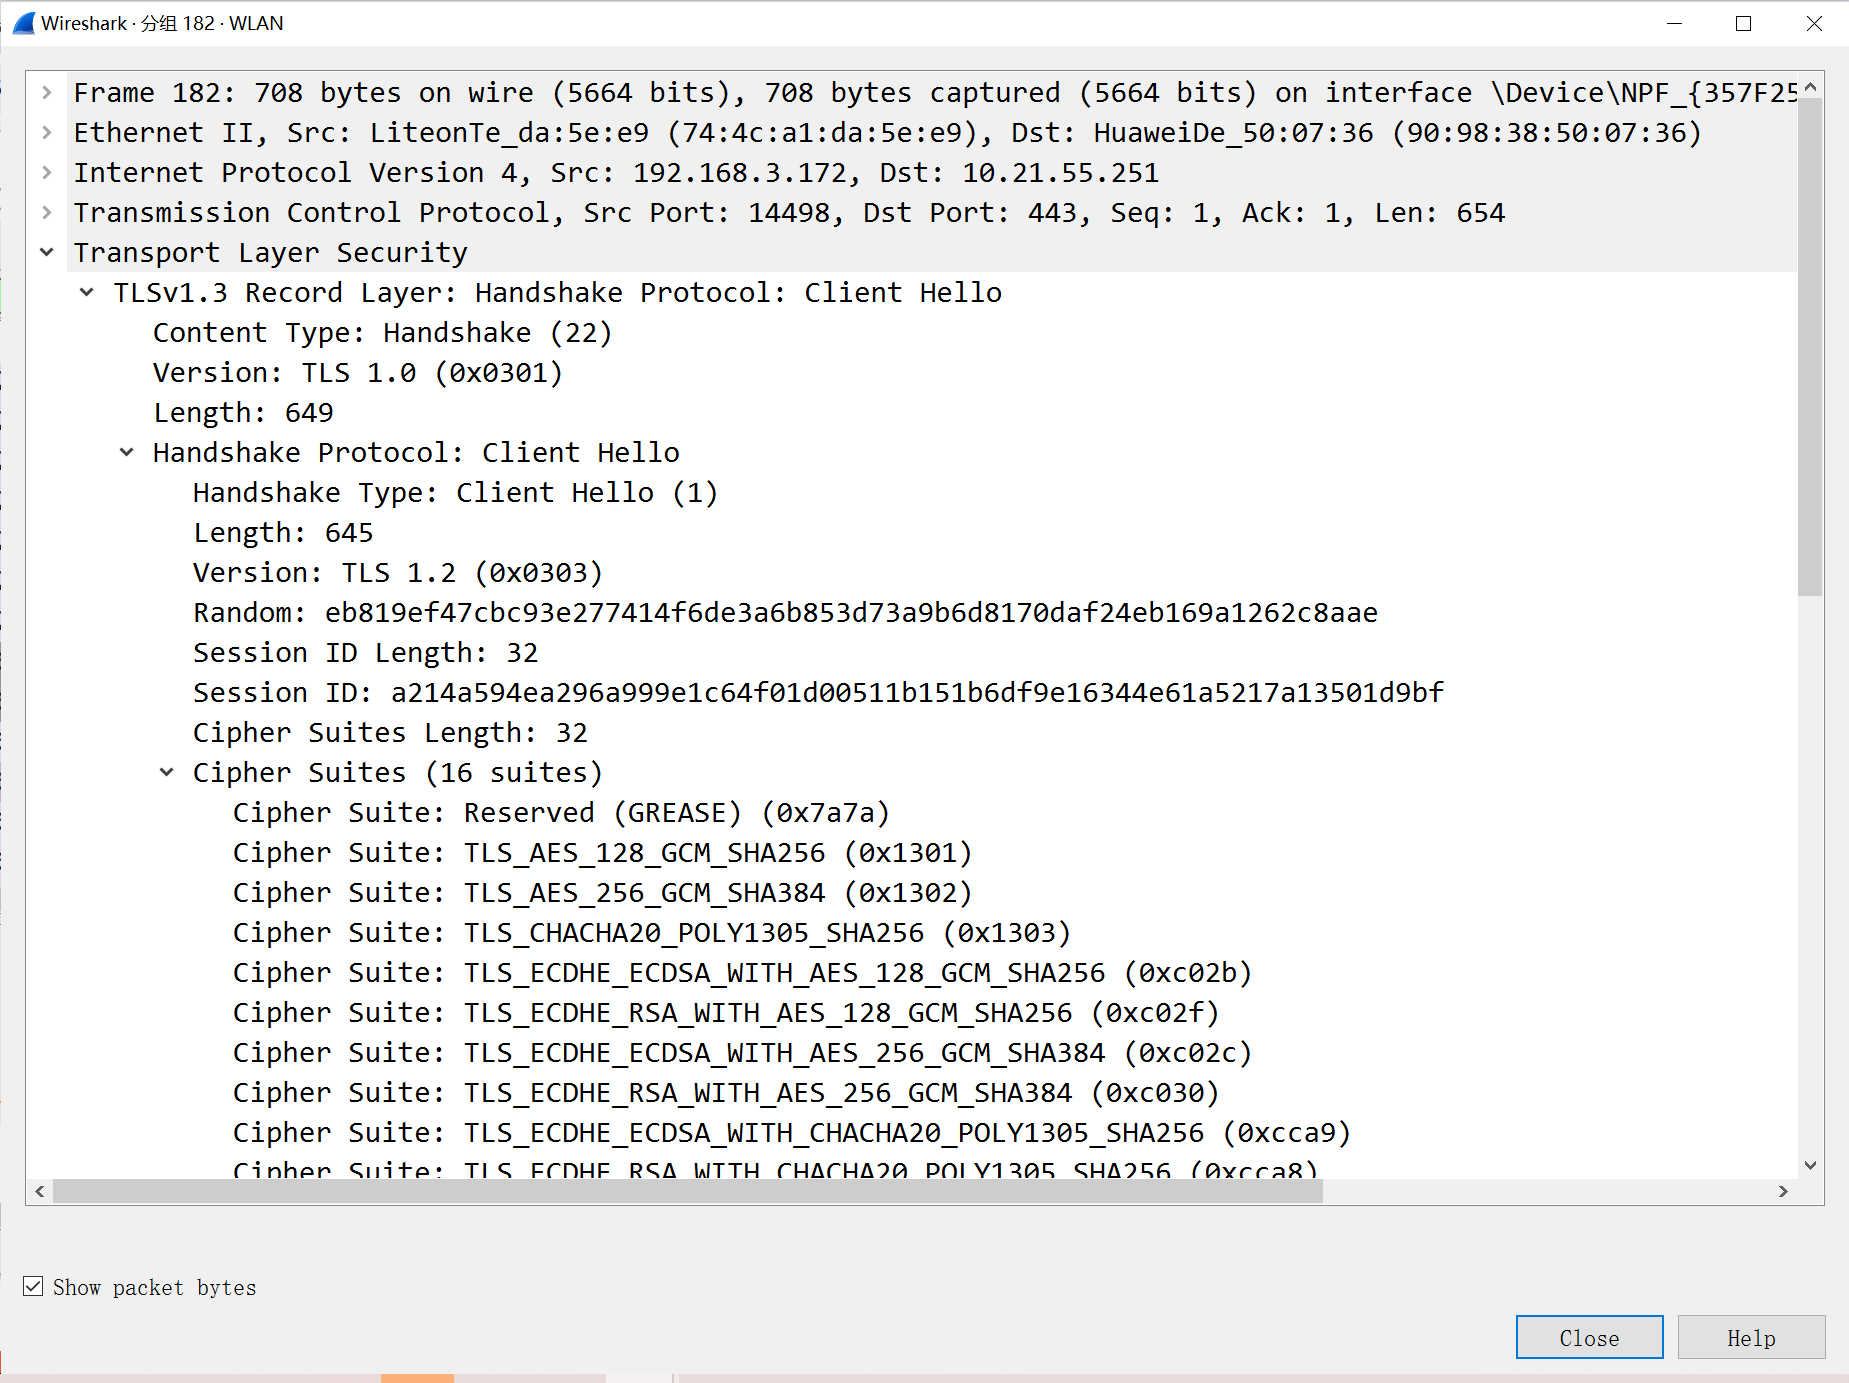 Wireshark · 分组 182 · WLAN
Frame 182: 708 bytes on wire (5664 bits), 708 bytes captured (5664 bits) on interface \Device\NPF_{357F25
Ethernet II, Src: LiteonTe_da:5e:e9 (74:4c:a1:da:5e:e9), Dst: HuaweiDe_50:07:36 (90:98:38:50:07:36)
Internet Protocol Version 4, Src: 192.168.3.172, Dst: 10.21.55.251
Transmission Control Protocol, Src Port: 14498, Dst Port: 443, Seq: 1, Ack: 1, Len: 654
Transport Layer Security
TLSv1.3 Record Layer: Handshake Protocol: Client Hello
Content Type: Handshake (22)
Version: TLS 1.0 (0x0301)
Length: 649
Handshake Protocol: Client Hello
Handshake Type: Client Hello (1)
Length: 645
Version: TLS 1.2 (0x0303)
Random: eb819ef47cbc93e277414f6de3a6b853d73a9b6d8170daf24eb169a1262c8aae
Session ID Length: 32
Session ID: a214a594ea296a999e1c64f01d00511b151b6df9e16344e61a5217a13501d9bf
Cipher Suites Length: 32
Cipher Suites (16 suites)
Cipher Suite: Reserved (GREASE) (0x7a7a)
Cipher Suite: TLS_AES_128_GCM_SHA256 (0x1301)
Cipher Suite: TLS_AES_256_GCM_SHA384 (0x1302)
Cipher Suite: TLS_CHACHA20_POLY1305_SHA256 (0x1303)
Cipher Suite: TLS_ECDHE_ECDSA_WITH_AES_128_GCM_SHA256 (0xc02b)
Cipher Suite: TLS_ECDHE_RSA_WITH_AES_128_GCM_SHA256 (0xc02f)
Cipher Suite: TLS_ECDHE_ECDSA_WITH_AES_256_GCM_SHA384 (0xc02c)
Cipher Suite: TLS_ECDHE_RSA_WITH_AES_256_GCM_SHA384 (0xc030)
Cipher Suite: TLS_ECDHE_ECDSA_WITH_CHACHA20_POLY1305_SHA256 (0xcca9)
Cipher Suite: TLS_ECDHE_RSA_WITH_CHACHA20_POLY1305_SHA256 (0xcca8)
Show packet bytes
Close
Help